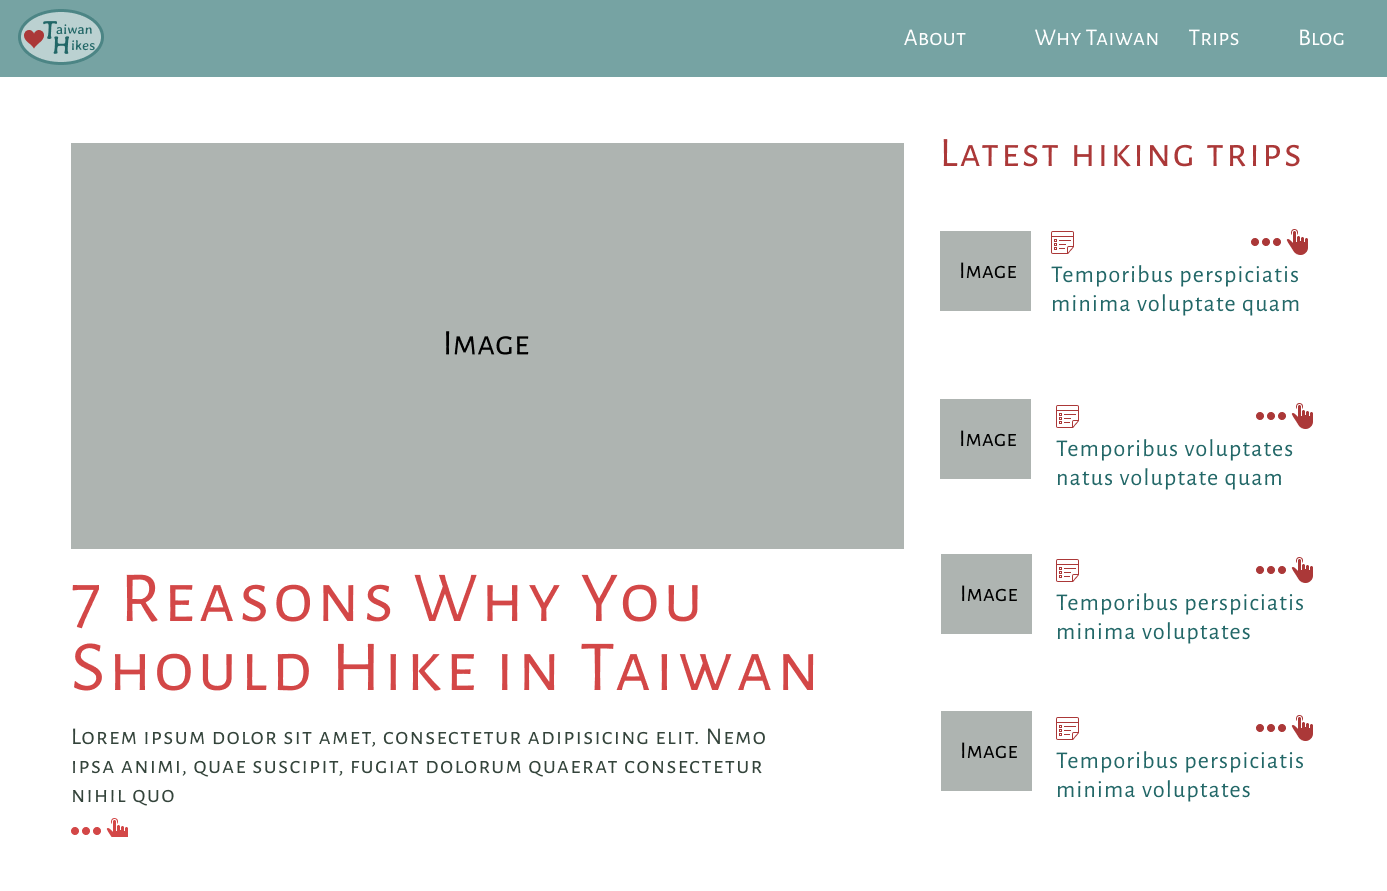 Taiwan
Hikes
About
Why Taiwan
Trips
Blog
Image
7 Reasons Why You
Should Hike in Taiwan
Lorem ipsum dolor sit amet, consectetur adipisicing elit. Nemo
ipsa animi, quae suscipit, fugiat dolorum quaerat consectetur
nihil quo
Latest hiking trips
Image
Temporibus perspiciatis
minima voluptate quam
Image
Temporibus voluptates
natus voluptate quam
Image
Temporibus perspiciatis
minima voluptates
Image
Temporibus perspiciatis
minima voluptates